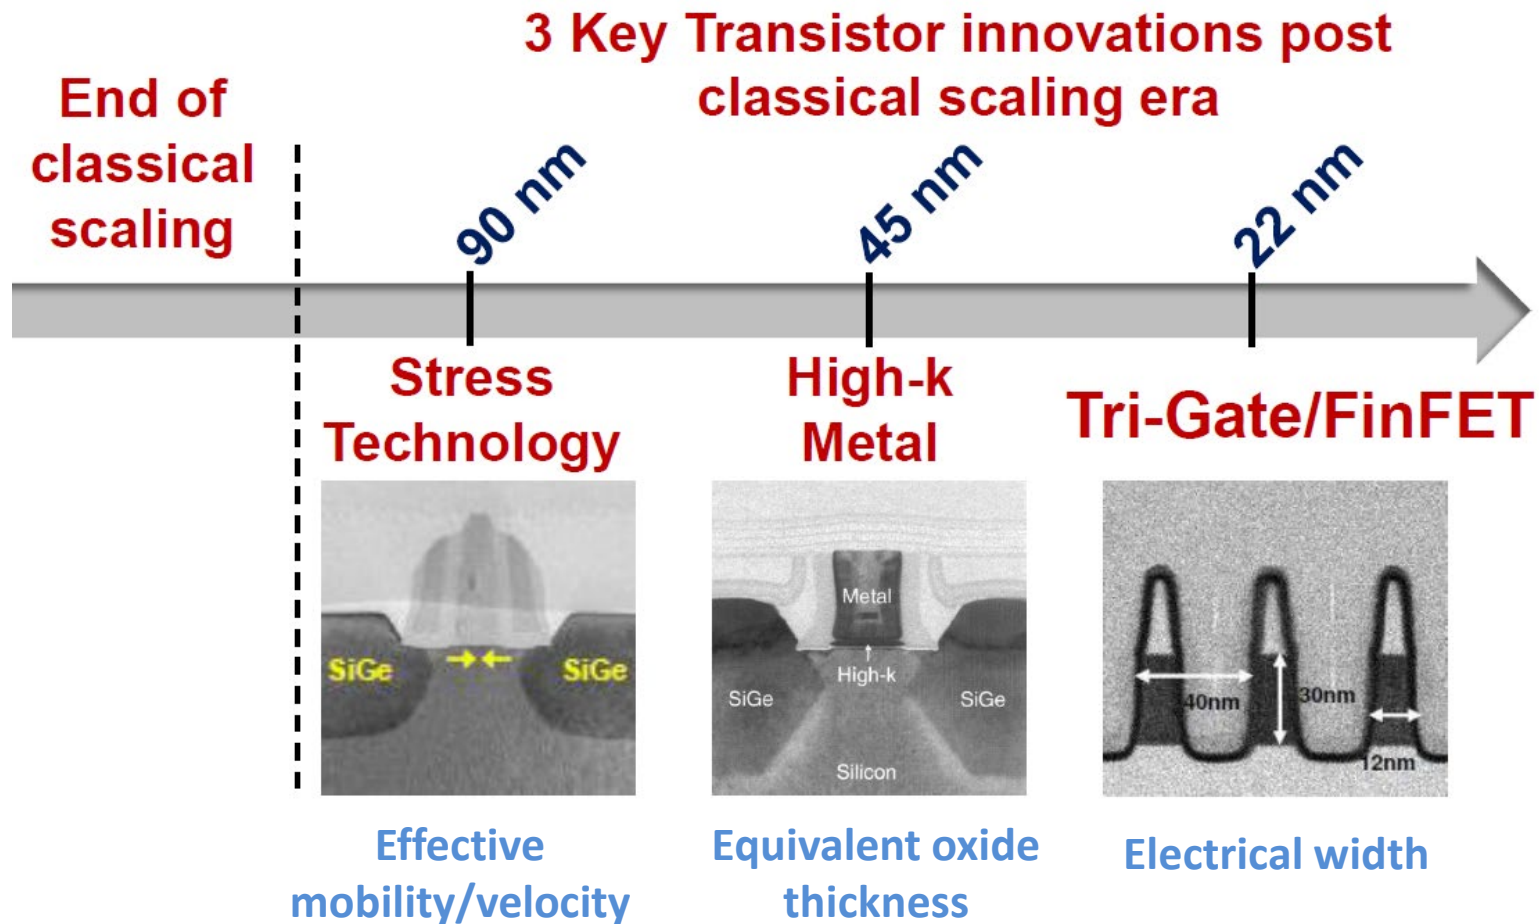 3 Key Transistor innovations post
classical scaling era
End of
classical
scaling
90 nm
45 nm
22 nm
Stress
Technology
High-k
Metal
Tri-Gate/FinFET
SiGe
SiGe
Metal
High-k
SiGe
SiGe
Silicon
40nm
30nm
12nm
Effective
mobility/velocity
Equivalent oxide
thickness
Electrical width